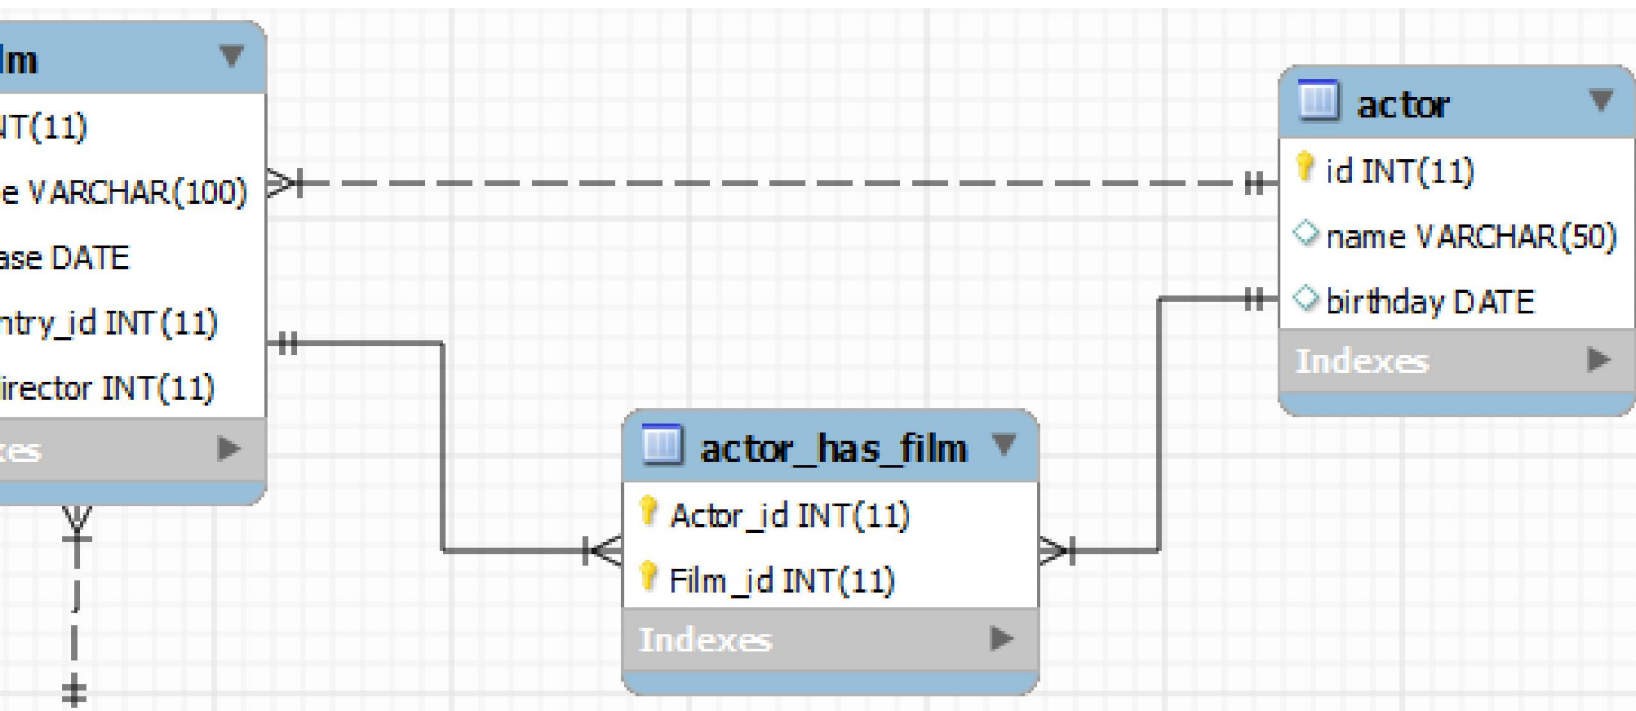 lm
NT(11)
e VARCHAR(100)
ase DATE
ntry_id INT(11)
irector INT(11)
xes
actor
id INT(11)
name VARCHAR(50)
birthday DATE
Indexes
actor_has_film
Actor_id INT(11)
Film_id INT(11)
Indexes